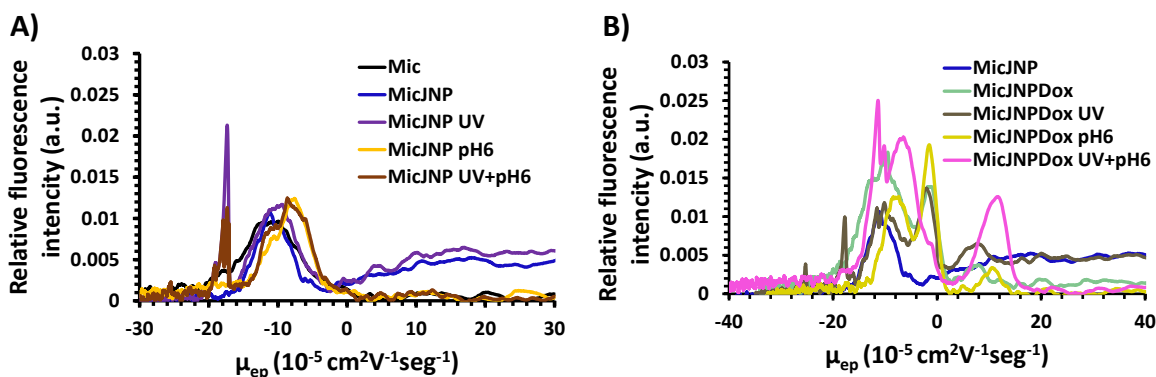 A)
Relative fluorescence
intencity (a.u.)
0.03
0.025
0.02
0.015
0.01
0.005
0
-30
-20
-10
0
10
20
30
Mic
MicJNP
MicJNP UV
MicJNP pH6
MicJNP UV+pH6
μep (10-5 cm2V-1seg-1)
B)
Relative fluorescence
intensity (a.u.)
0.03
0.025
0.02
0.015
0.01
0.005
0
-40
-20
0
20
40
MicJNP
MicJNPDox
MicJNPDox UV
MicJNPDox pH6
MicJNPDox UV+pH6
μep (10-5 cm2V-1seg-1)